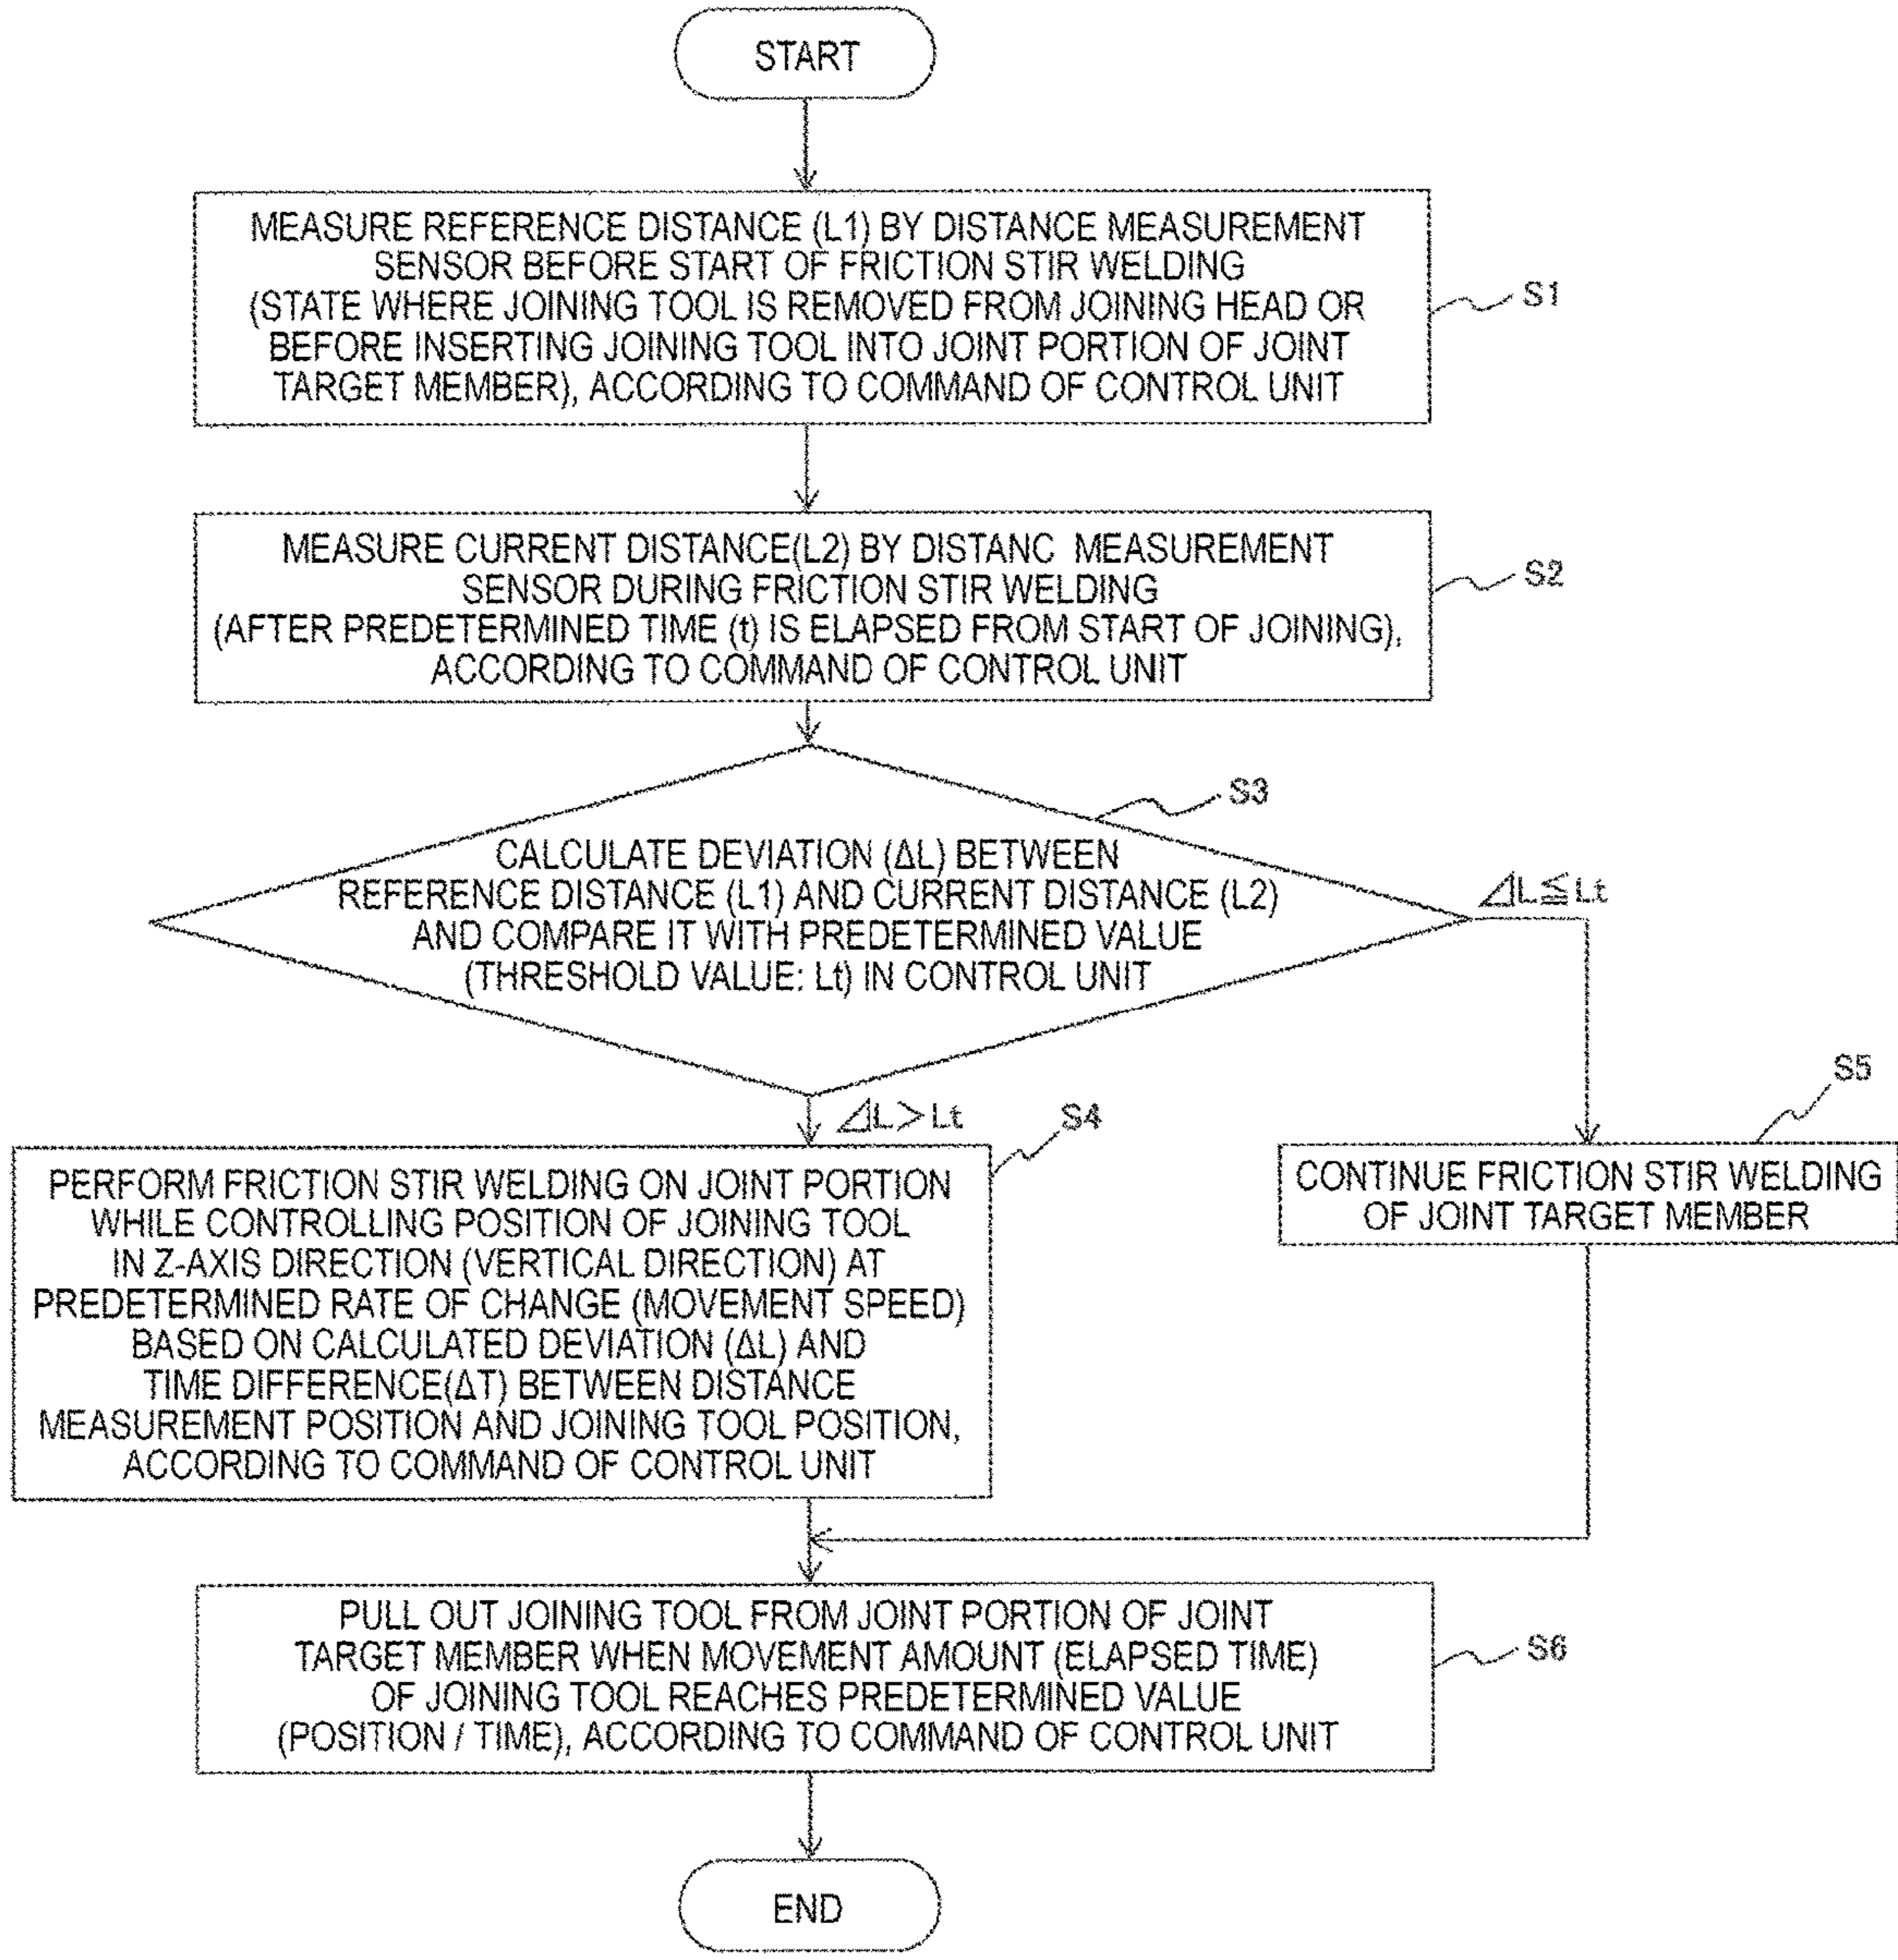 START
MEASURE REFERENCE DISTANCE (L1) BY DISTANCE MEASUREMENT
SENSOR BEFORE START OF FRICTION STIR WELDING
(STATE WHERE JOINING TOOL IS REMOVED FROM JOINING HEAD OR
BEFORE INSERTING JOINING TOOL INTO JOINT PORTION OF JOINT
TARGET MEMBER), ACCORDING TO COMMAND OF CONTROL UNIT
S1
MEASURE CURRENT DISTANCE(L2) BY DISTANC MEASUREMENT
SENSOR DURING FRICTION STIR WELDING
(AFTER PREDETERMINED TIME (t) IS ELAPSED FROM START OF JOINING),
ACCORDING TO COMMAND OF CONTROL UNIT
S2
S3
CALCULATE DEVIATION (ΔL) BETWEEN
REFERENCE DISTANCE (L1) AND CURRENT DISTANCE (L2)
AND COMPARE IT WITH PREDETERMINED VALUE
(THRESHOLD VALUE: Lt) IN CONTROL UNIT
⊿L≦Lt
⊿L>Lt
S4
PERFORM FRICTION STIR WELDING ON JOINT PORTION
WHILE CONTROLLING POSITION OF JOINING TOOL
IN Z-AXIS DIRECTION (VERTICAL DIRECTION) AT
PREDETERMINED RATE OF CHANGE (MOVEMENT SPEED)
BASED ON CALCULATED DEVIATION (ΔL) AND
TIME DIFFERENCE(ΔT) BETWEEN DISTANCE
MEASUREMENT POSITION AND JOINING TOOL POSITION,
ACCORDING TO COMMAND OF CONTROL UNIT
S5
CONTINUE FRICTION STIR WELDING
OF JOINT TARGET MEMBER
PULL OUT JOINING TOOL FROM JOINT PORTION OF JOINT
TARGET MEMBER WHEN MOVEMENT AMOUNT (ELAPSED TIME)
OF JOINING TOOL REACHES PREDETERMINED VALUE
(POSITION / TIME), ACCORDING TO COMMAND OF CONTROL UNIT
S6
END